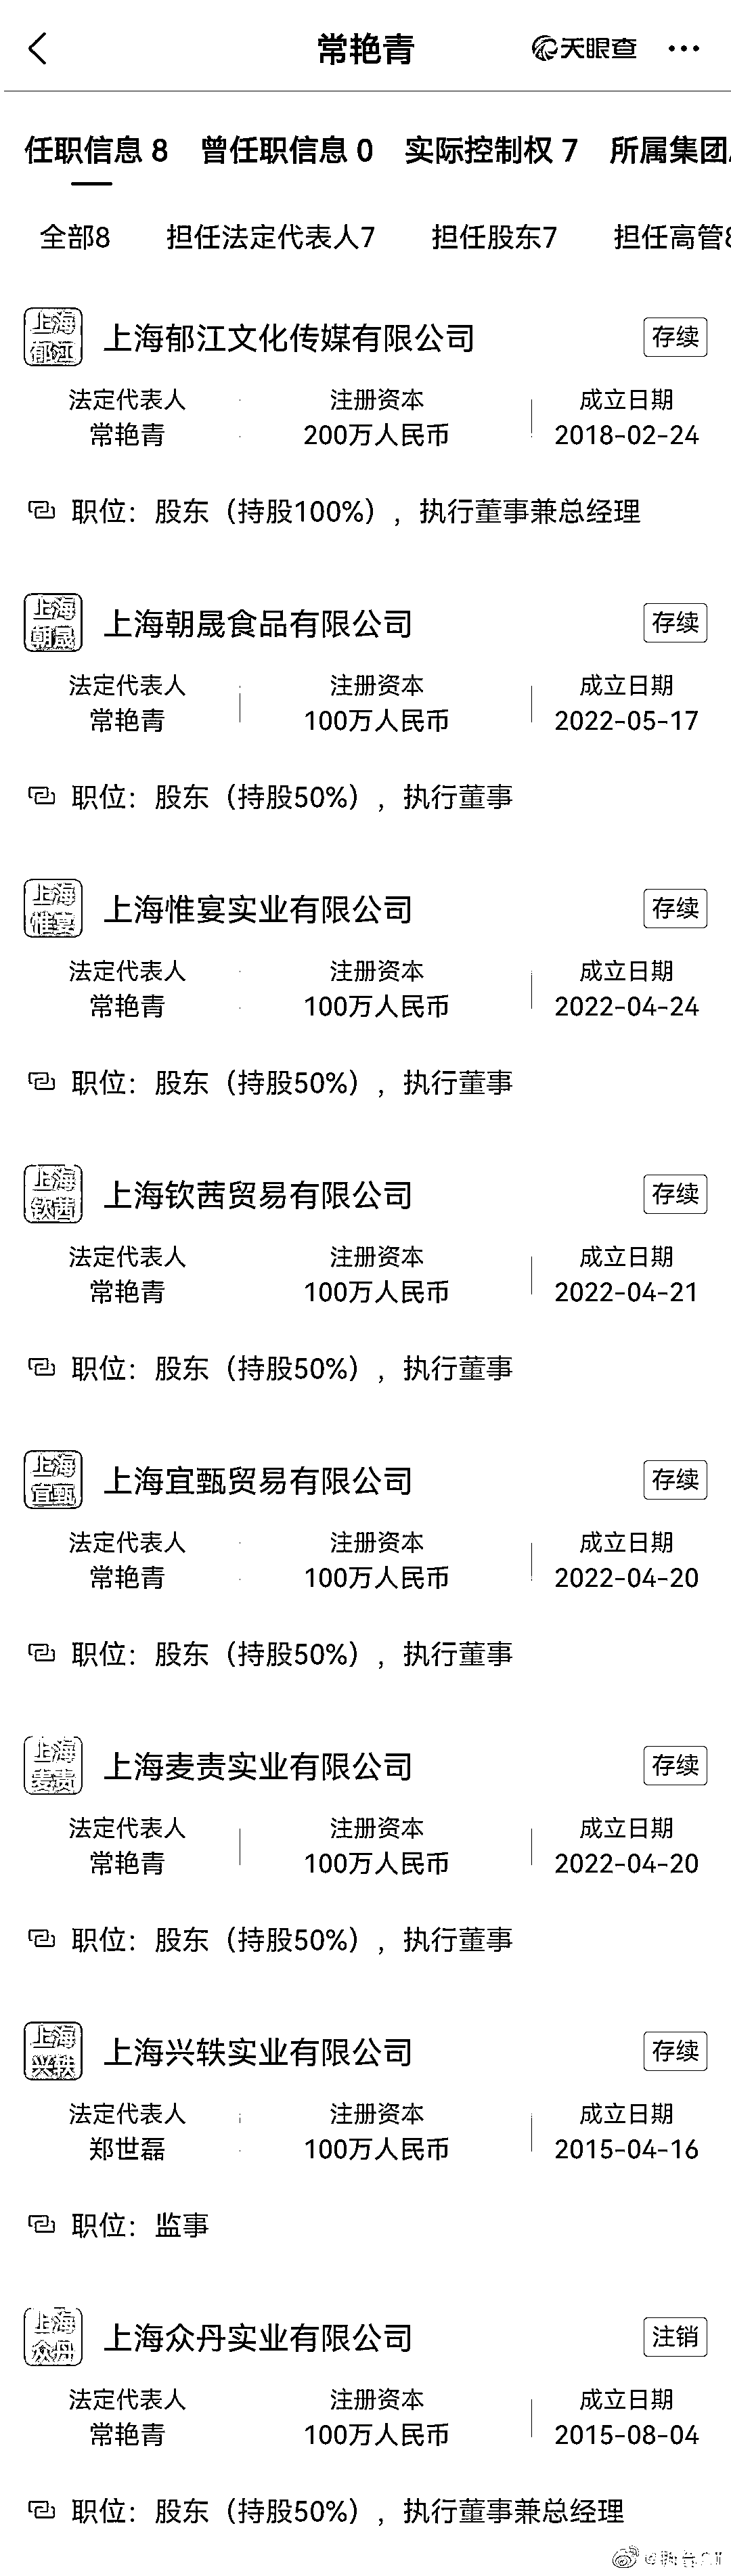 常艳青 天眼查
任职信息 8 曾任职信息 0 实际控制权 7 所属集团
全部8 担任法定代表人7 担任股东7 担任高管8
上海郁江
上海郁江文化传媒有限公司 存续
法定代表人 注册资本 成立日期
常艳青 200万人民币 2018-02-24
职位：股东（持股100%），执行董事兼总经理
上海朝晟
上海朝晟食品有限公司 存续
法定代表人 注册资本 成立日期
常艳青 100万人民币 2022-05-17
职位：股东（持股50%），执行董事
上海惟宴
上海惟宴实业有限公司 存续
法定代表人 注册资本 成立日期
常艳青 100万人民币 2022-04-24
职位：股东（持股50%），执行董事
上海钦茜
上海钦茜贸易有限公司 存续
法定代表人 注册资本 成立日期
常艳青 100万人民币 2022-04-21
职位：股东（持股50%），执行董事
上海宜甄
上海宜甄贸易有限公司 存续
法定代表人 注册资本 成立日期
常艳青 100万人民币 2022-04-20
职位：股东（持股50%），执行董事
上海麦责
上海麦责实业有限公司 存续
法定代表人 注册资本 成立日期
常艳青 100万人民币 2022-04-20
职位：股东（持股50%），执行董事
上海兴轶
上海兴轶实业有限公司 存续
法定代表人 注册资本 成立日期
郑世磊 100万人民币 2015-04-16
职位：监事
上海众丹
上海众丹实业有限公司 注销
法定代表人 注册资本 成立日期
常艳青 100万人民币 2015-08-04
职位：股东（持股50%），执行董事兼总经理